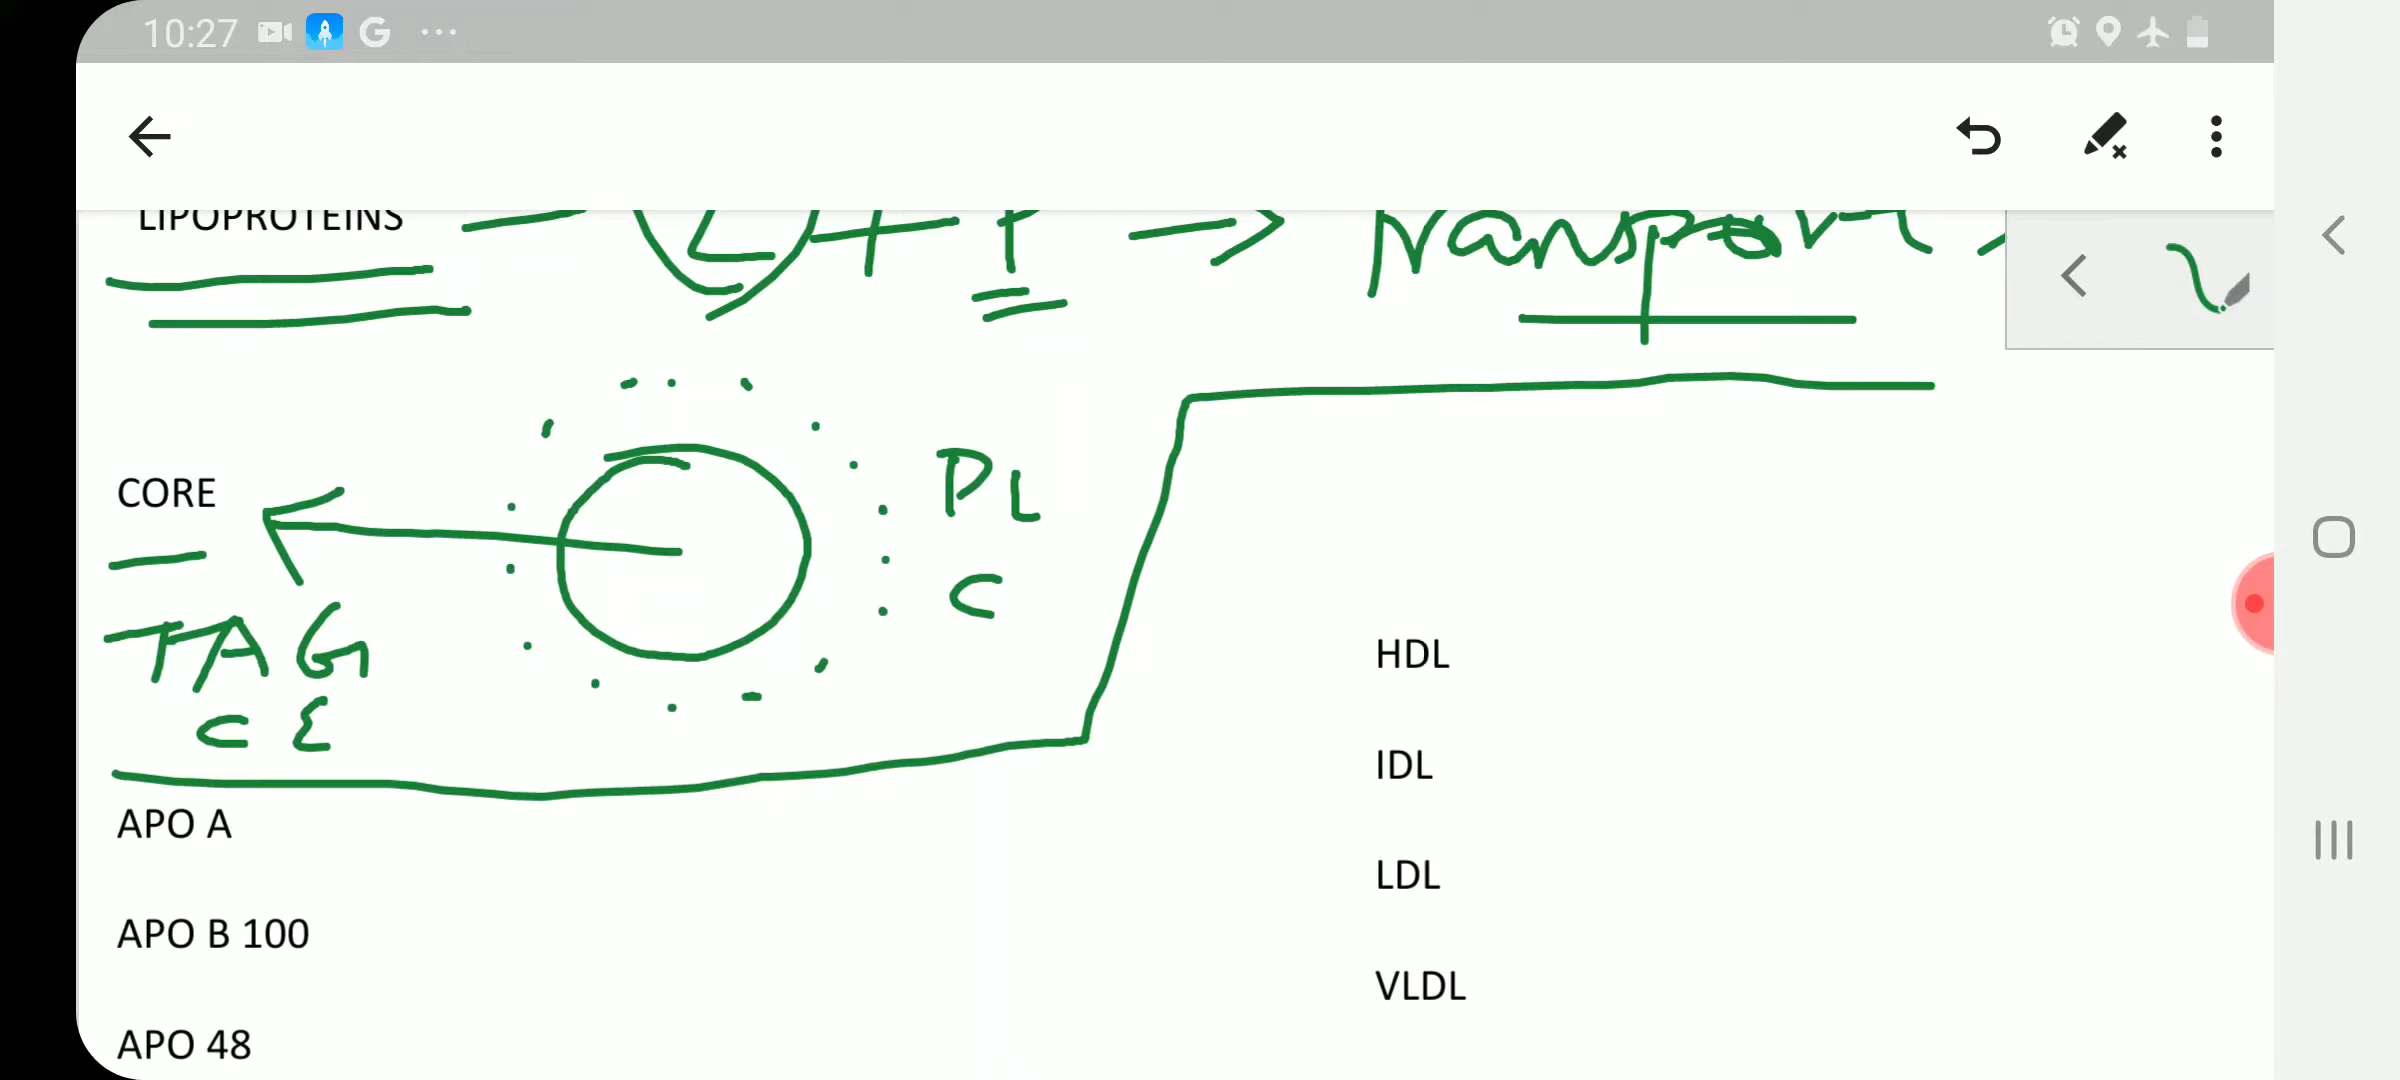 10:27
LIPOPROTEINS — L + P → Transport
CORE
PL
C
TAG
CE
APO A
APO B 100
APO 48
HDL
IDL
LDL
VLDL